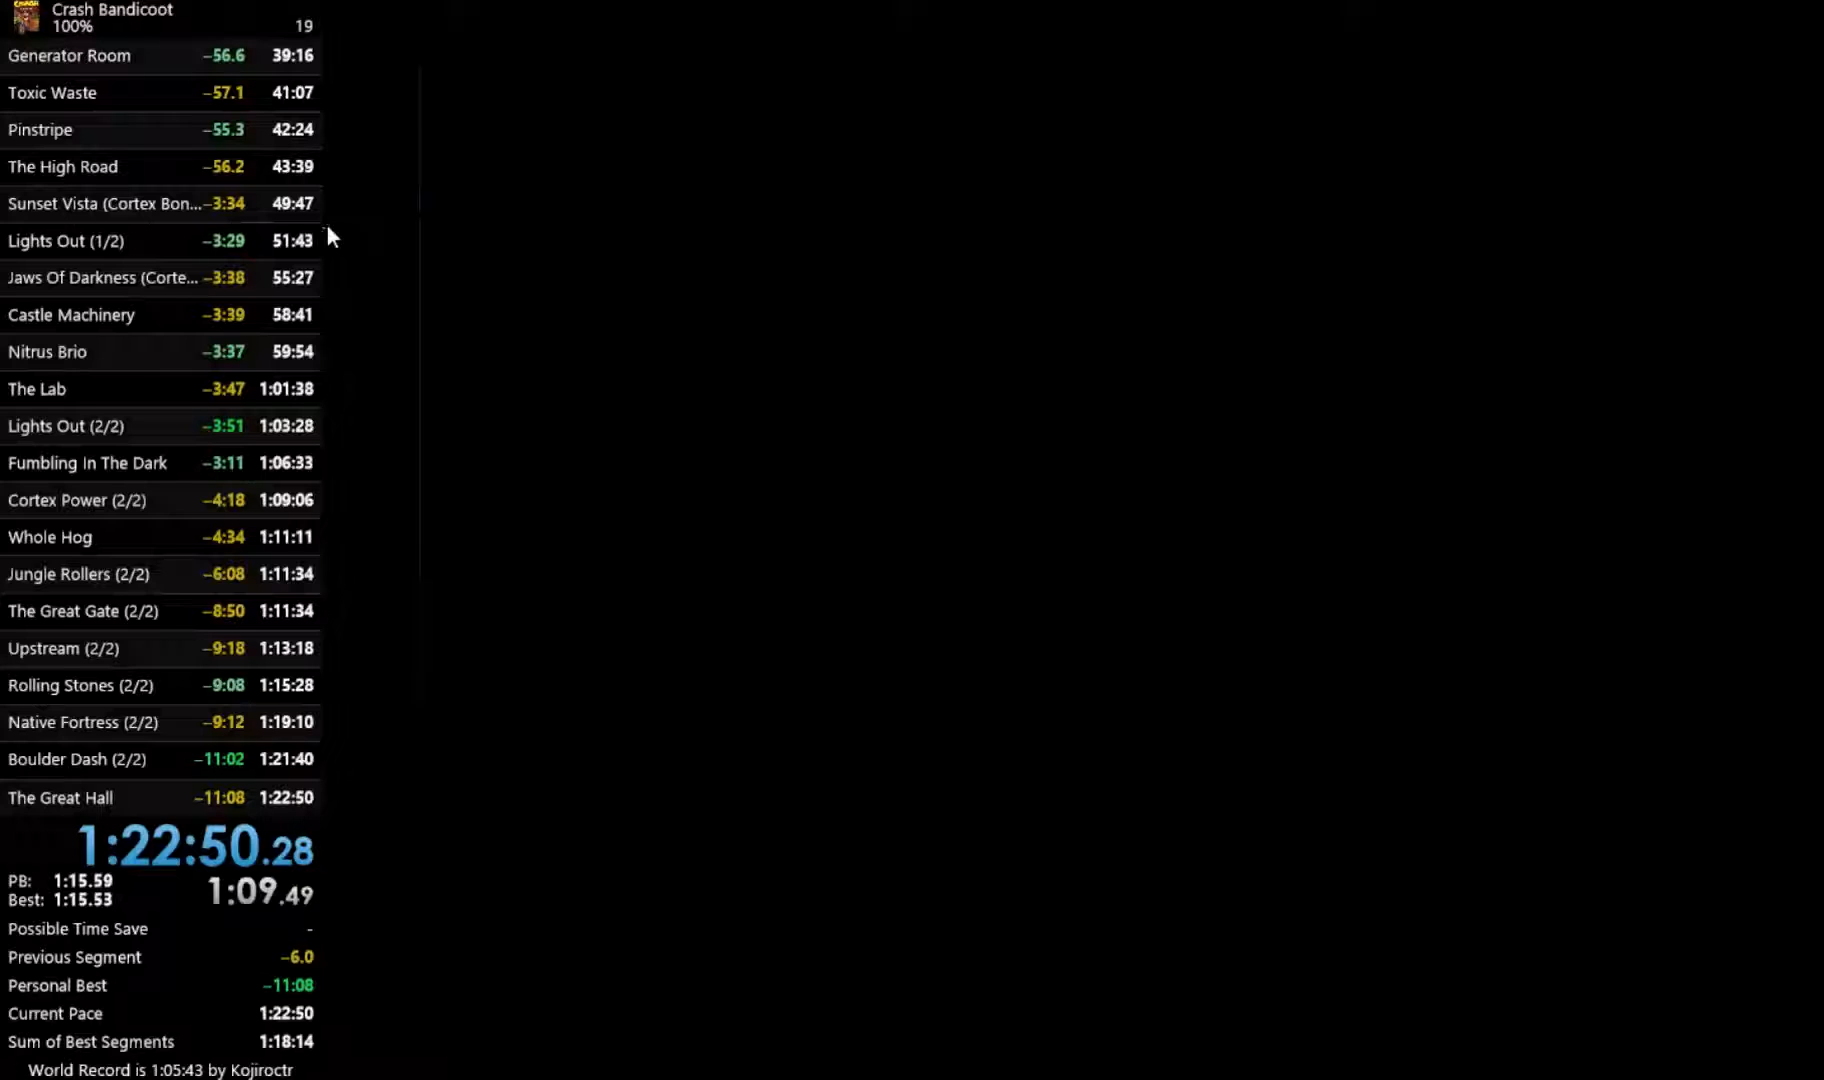 Crash Bandicoot
100% 19
Generator Room −56.6 39:16
Toxic Waste −57.1 41:07
Pinstripe −55.3 42:24
The High Road −56.2 43:39
Sunset Vista (Cortex Bon... −3:34 49:47
Lights Out (1/2) −3:29 51:43
Jaws Of Darkness (Corte... −3:38 55:27
Castle Machinery −3:39 58:41
Nitrus Brio −3:37 59:54
The Lab −3:47 1:01:38
Lights Out (2/2) −3:51 1:03:28
Fumbling In The Dark −3:11 1:06:33
Cortex Power (2/2) −4:18 1:09:06
Whole Hog −4:34 1:11:11
Jungle Rollers (2/2) −6:08 1:11:34
The Great Gate (2/2) −8:50 1:11:34
Upstream (2/2) −9:18 1:13:18
Rolling Stones (2/2) −9:08 1:15:28
Native Fortress (2/2) −9:12 1:19:10
Boulder Dash (2/2) −11:02 1:21:40
The Great Hall −11:08 1:22:50
1:22:50.28
PB: 1:15.59
Best: 1:15.53
1:09.49
Possible Time Save -
Previous Segment −6.0
Personal Best −11:08
Current Pace 1:22:50
Sum of Best Segments 1:18:14
World Record is 1:05:43 by Kojiroctr